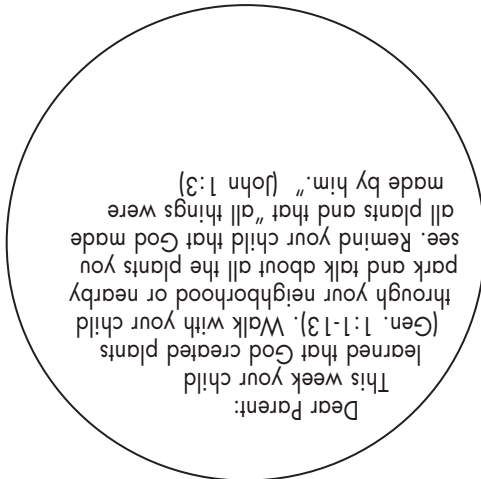 Dear Parent:
This week your child
learned that God created plants
(Gen. 1:1-13). Walk with your child
through your neighborhood or nearby
park and talk about all the plants you
see. Remind your child that God made
all plants and that "all things were
made by him." (John 1:3)